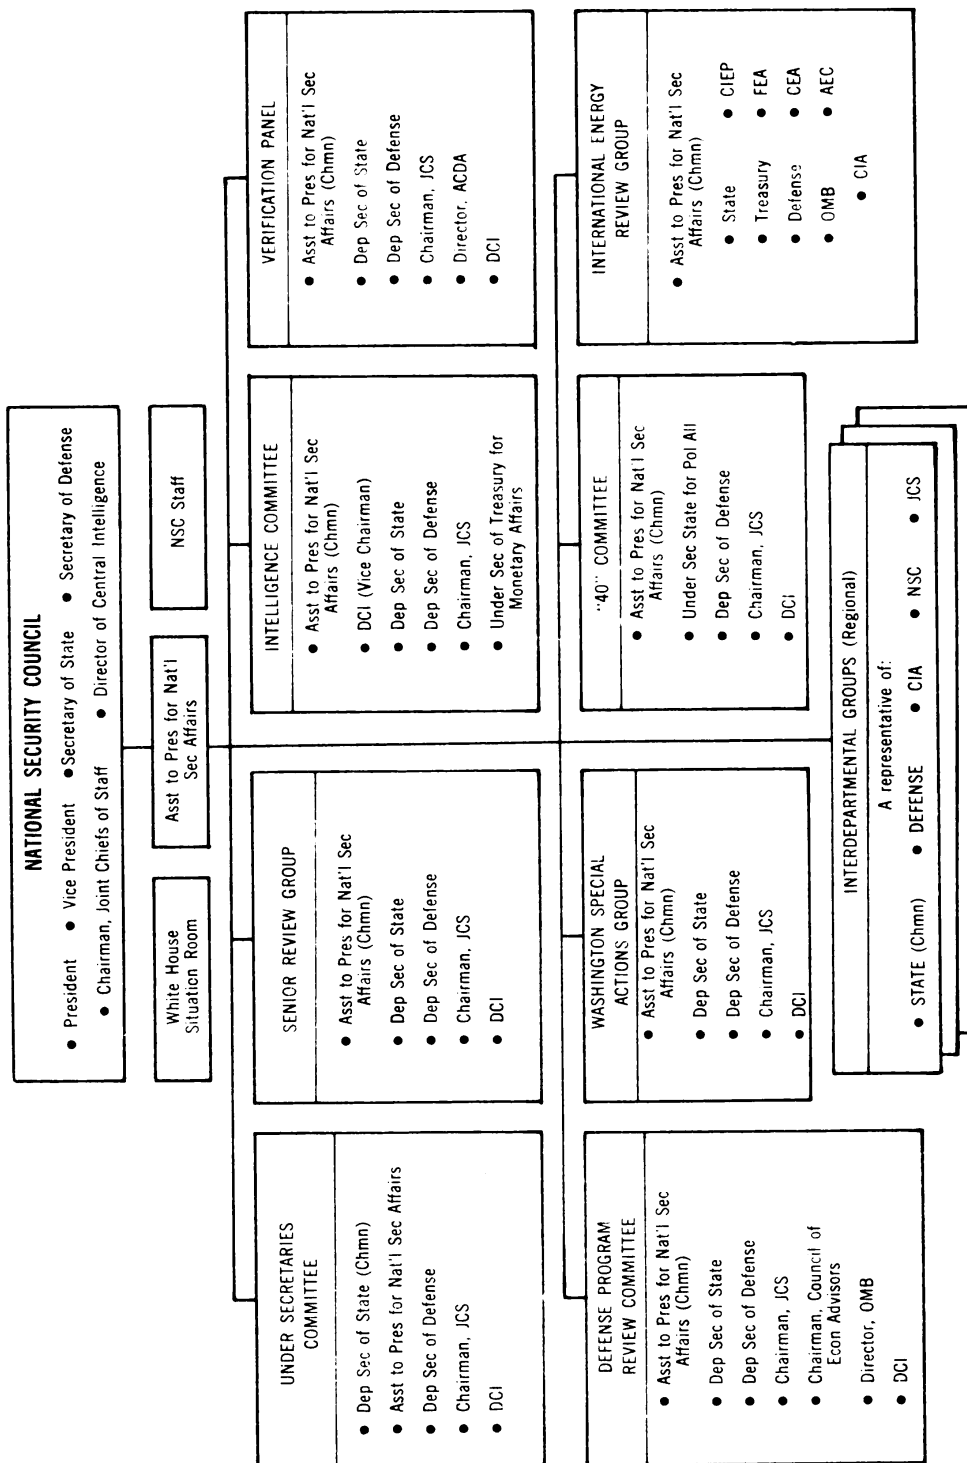 NATIONAL SECURITY COUNCIL
● President ● Vice President ● Secretary of State ● Secretary of Defense
● Chairman, Joint Chiefs of Staff ● Director of Central Intelligence
White House
Situation Room
Asst to Pres for Nat'l
Sec Affairs
NSC Staff
UNDER SECRETARIES
COMMITTEE
● Dep Sec of State (Chmn)
● Asst to Pres for Nat'l Sec Affairs
● Dep Sec of Defense
● Chairman, JCS
● DCI
SENIOR REVIEW GROUP
● Asst to Pres for Nat'l Sec
Affairs (Chmn)
● Dep Sec of State
● Dep Sec of Defense
● Chairman, JCS
● DCI
INTELLIGENCE COMMITTEE
● Asst to Pres for Nat'l Sec
Affairs (Chmn)
● DCI (Vice Chairman)
● Dep Sec of State
● Dep Sec of Defense
● Chairman, JCS
● Under Sec of Treasury for
Monetary Affairs
VERIFICATION PANEL
● Asst to Pres for Nat'l Sec
Affairs (Chmn)
● Dep Sec of State
● Dep Sec of Defense
● Chairman, JCS
● Director, ACDA
● DCI
DEFENSE PROGRAM
REVIEW COMMITTEE
● Asst to Pres for Nat'l Sec
Affairs (Chmn)
● Dep Sec of State
● Dep Sec of Defense
● Chairman, JCS
● Chairman, Council of
Econ Advisors
● Director, OMB
● DCI
WASHINGTON SPECIAL
ACTIONS GROUP
● Asst to Pres for Nat'l Sec
Affairs (Chmn)
● Dep Sec of State
● Dep Sec of Defense
● Chairman, JCS
● DCI
"40" COMMITTEE
● Asst to Pres for Nat'l Sec
Affairs (Chmn)
● Under Sec State for Pol All
● Dep Sec of Defense
● Chairman, JCS
● DCI
INTERNATIONAL ENERGY
REVIEW GROUP
● Asst to Pres for Nat'l Sec
Affairs (Chmn)
● State ● CIEP
● Treasury ● FEA
● Defense ● CEA
● OMB ● AEC
● CIA
INTERDEPARTMENTAL GROUPS (Regional)
A representative of:
● STATE (Chmn) ● DEFENSE ● CIA ● NSC ● JCS